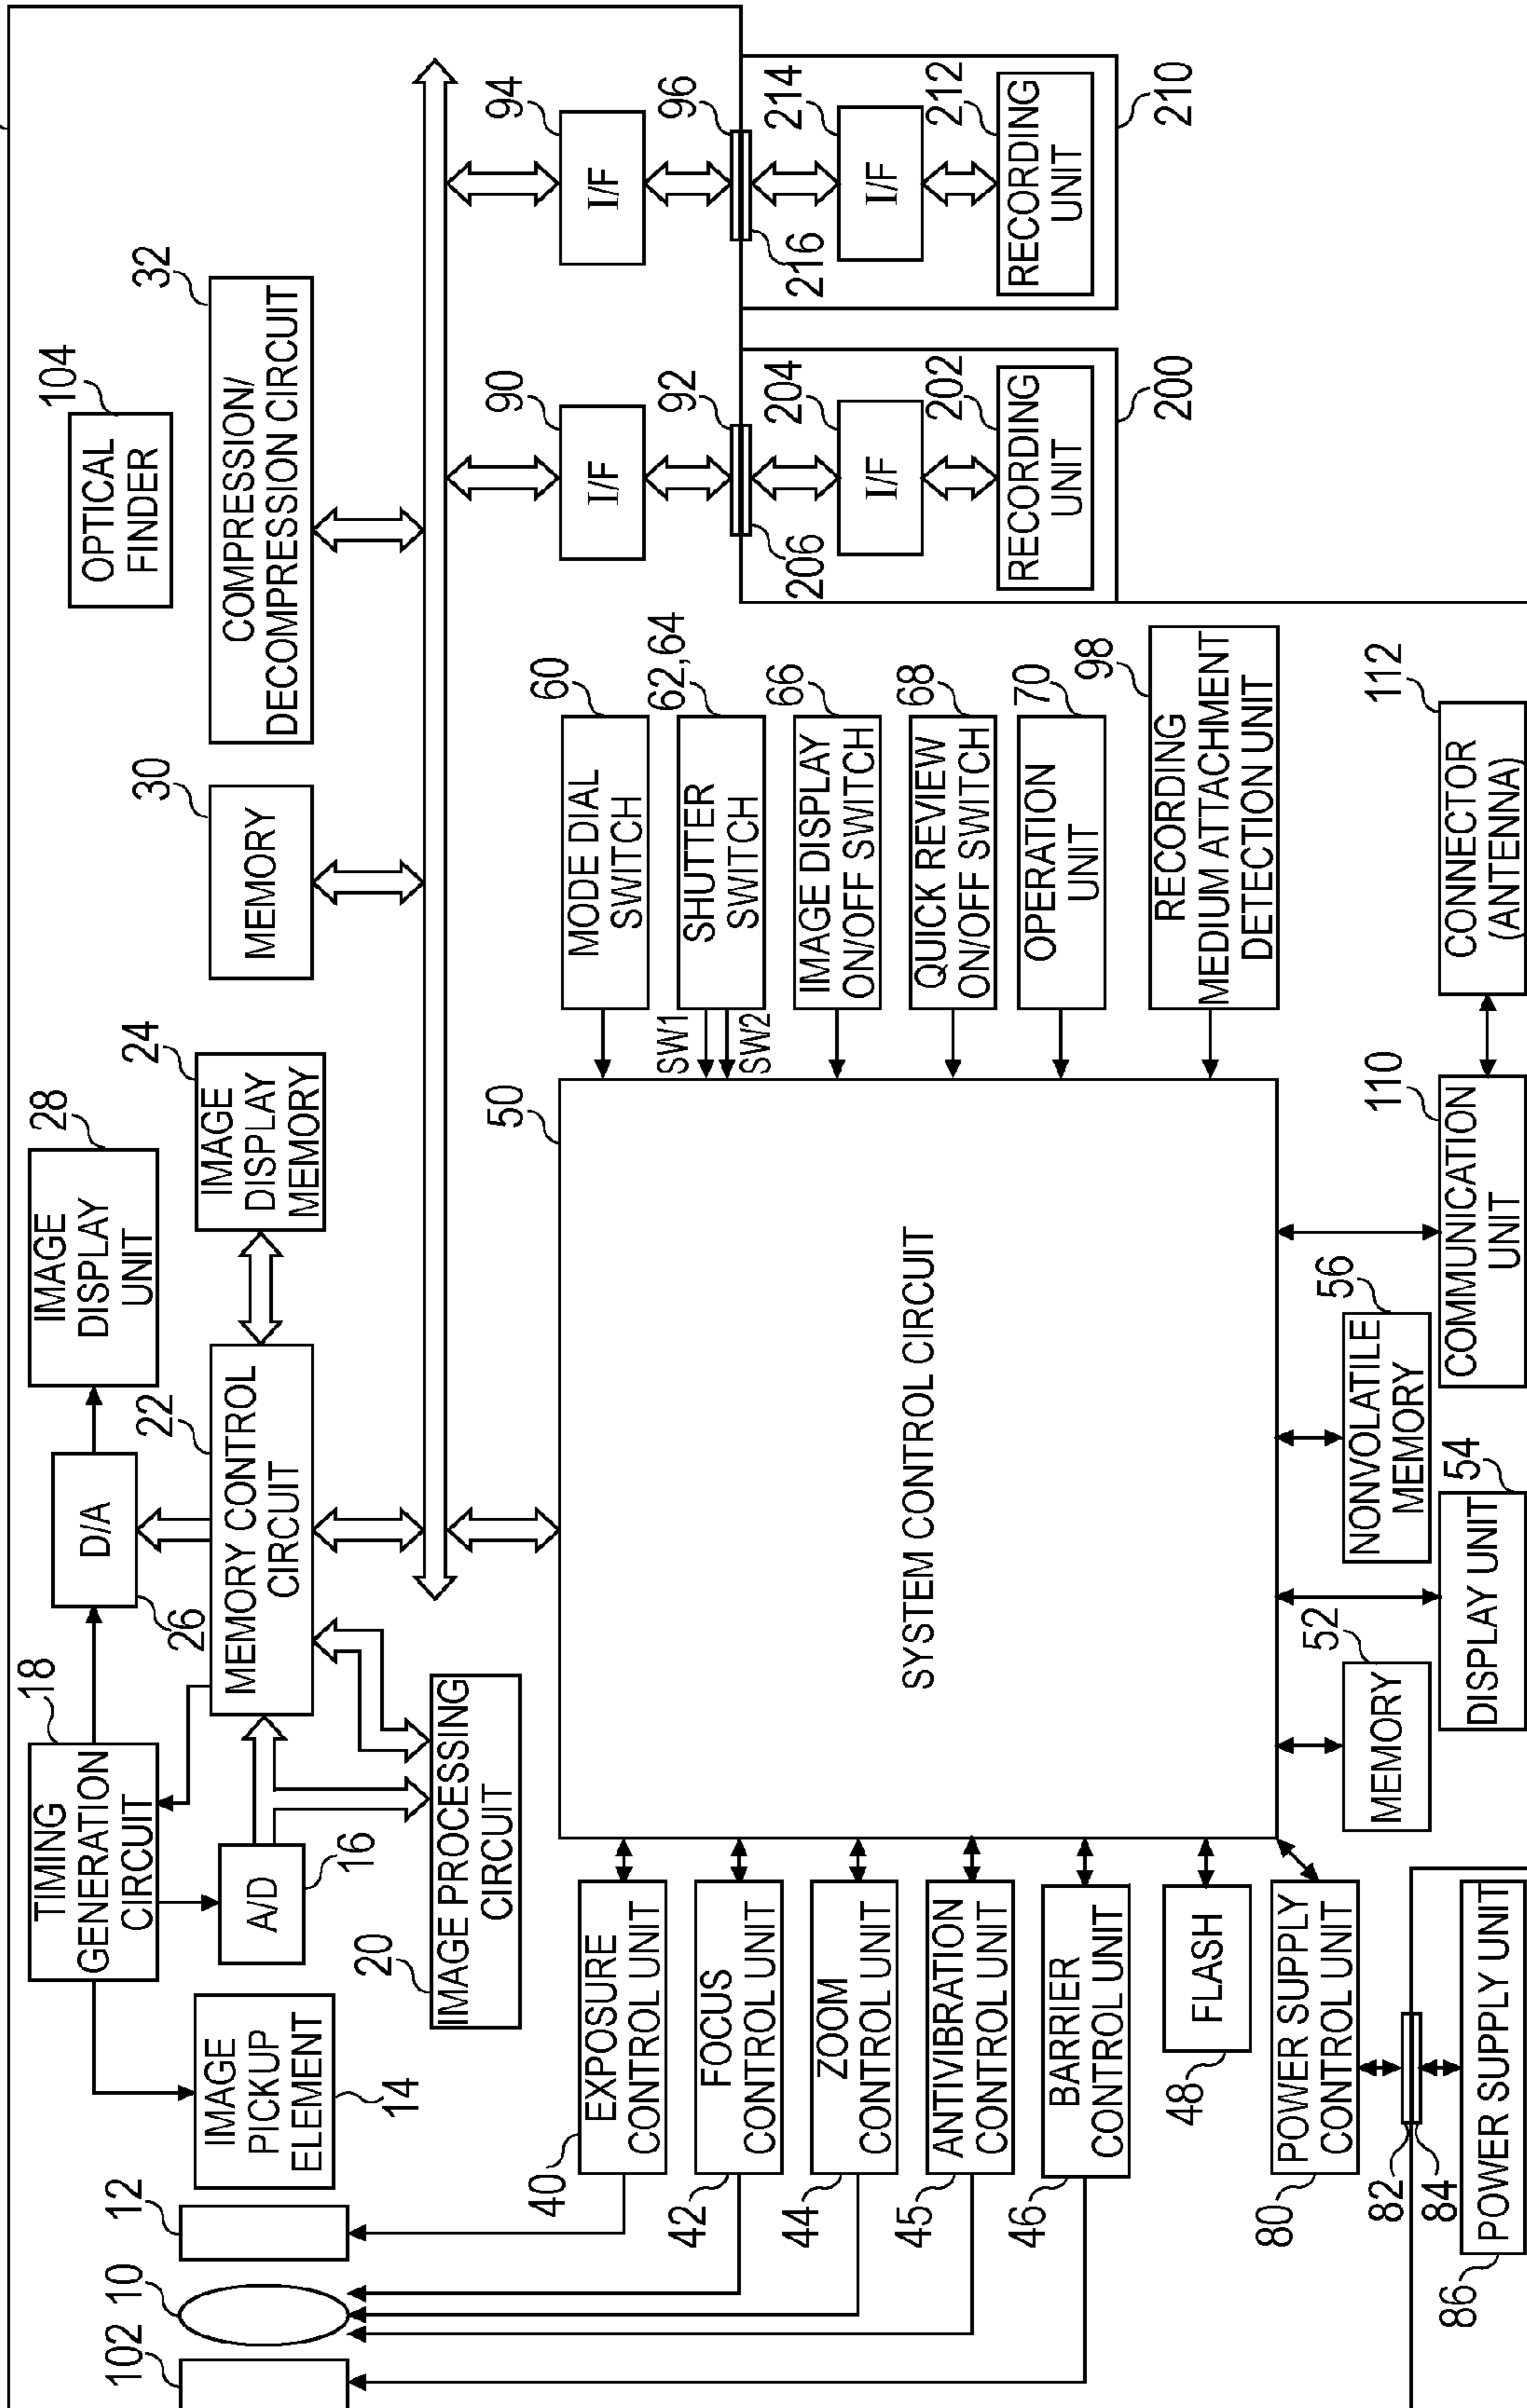 102
10
12
IMAGE
PICKUP
ELEMENT
14
TIMING
GENERATION
CIRCUIT
18
A/D
16
20
IMAGE PROCESSING
CIRCUIT
D/A
26
MEMORY CONTROL
CIRCUIT
22
IMAGE
DISPLAY
UNIT
28
IMAGE
DISPLAY
MEMORY
24
MEMORY
30
OPTICAL
FINDER
104
COMPRESSION/
DECOMPRESSION CIRCUIT
32
40
EXPOSURE
CONTROL UNIT
42
FOCUS
CONTROL UNIT
44
ZOOM
CONTROL UNIT
45
ANTIVIBRATION
CONTROL UNIT
46
BARRIER
CONTROL UNIT
48
FLASH
80
POWER SUPPLY
CONTROL UNIT
82
84
86
POWER SUPPLY UNIT
SYSTEM CONTROL CIRCUIT
50
MEMORY
52
DISPLAY UNIT
54
NONVOLATILE
MEMORY
56
COMMUNICATION
UNIT
110
CONNECTOR
(ANTENNA)
112
MODE DIAL
SWITCH
60
SW1
SW2
SHUTTER
SWITCH
62,64
IMAGE DISPLAY
ON/OFF SWITCH
66
QUICK REVIEW
ON/OFF SWITCH
68
OPERATION
UNIT
70
RECORDING
MEDIUM ATTACHMENT
DETECTION UNIT
98
I/F
90
92
206
I/F
204
RECORDING
UNIT
202
200
I/F
94
96
216
I/F
214
RECORDING
UNIT
212
210